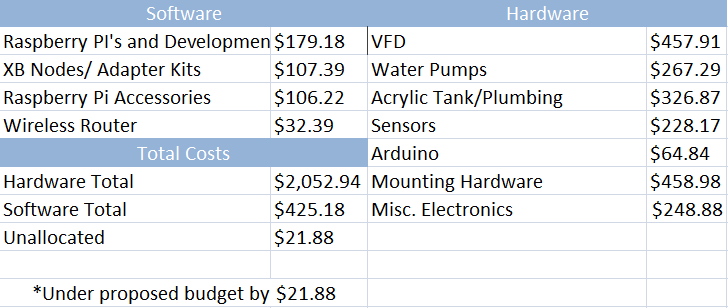 Software Hardware
Raspberry PI's and Developmen $179.18 VFD $457.91
XB Nodes/ Adapter Kits $107.39 Water Pumps $267.29
Raspberry Pi Accessories $106.22 Acrylic Tank/Plumbing $326.87
Wireless Router $32.39 Sensors $228.17
Total Costs Arduino $64.84
Hardware Total $2,052.94 Mounting Hardware $458.98
Software Total $425.18 Misc. Electronics $248.88
Unallocated $21.88
*Under proposed budget by $21.88